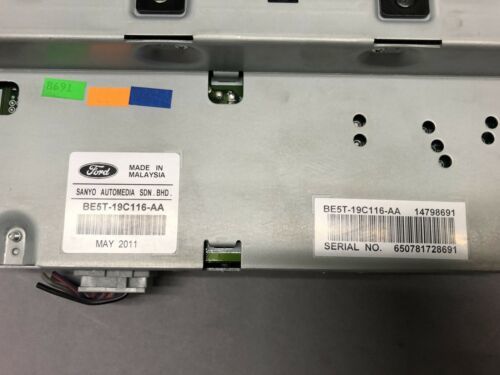 B691
Ford
MADE IN
MALAYSIA
SANYO AUTOMEDIA SDN. BHD.
BE5T-19C116-AA
MAY 2011
BE5T-19C116-AA 14798691
SERIAL NO. 650781728691